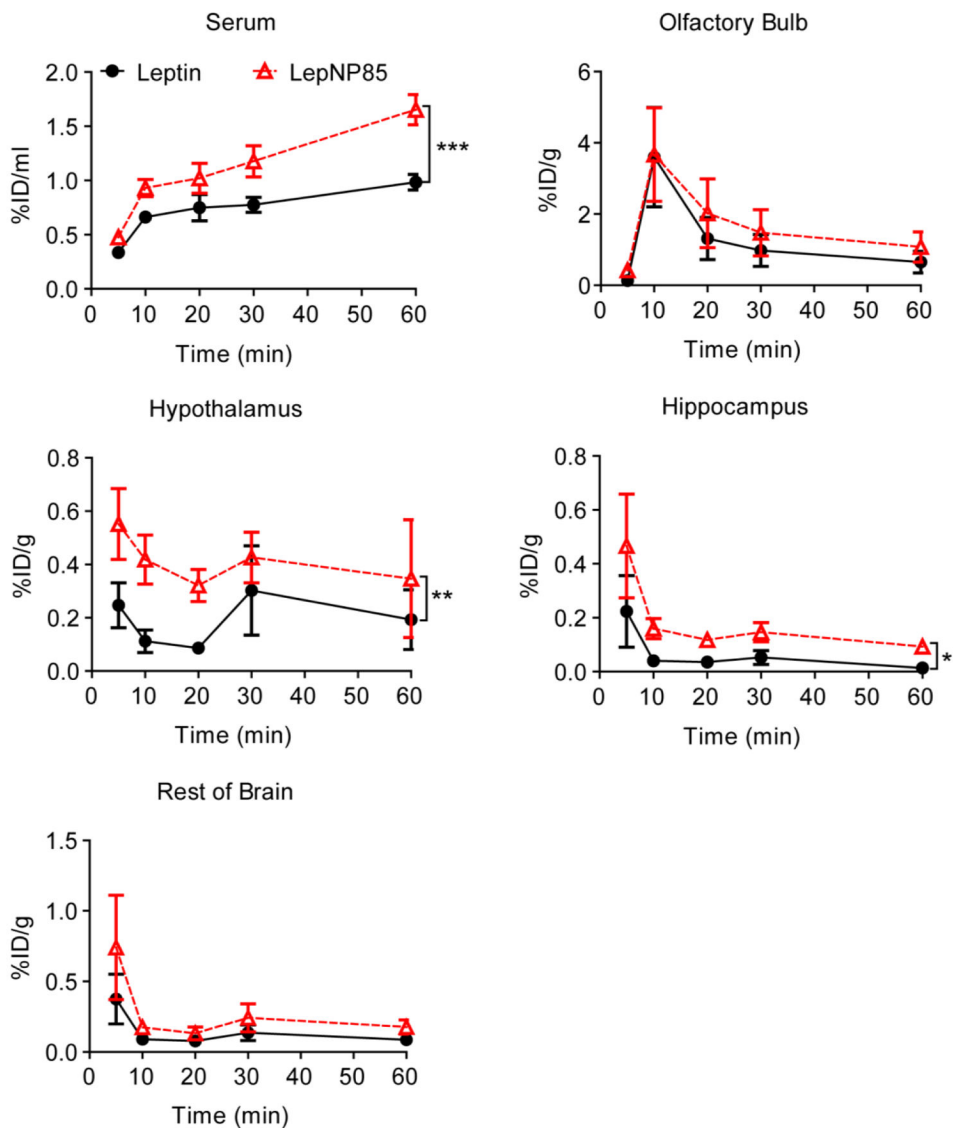 Serum
Leptin LepNP85
2.0
1.5
1.0
0.5
0.0
%ID/ml
***
0 10 20 30 40 50 60
Time (min)
Olfactory Bulb
6
4
2
0
%ID/g
0 10 20 30 40 50 60
Time (min)
Hypothalamus
0.8
0.6
0.4
0.2
0.0
%ID/g
**
0 10 20 30 40 50 60
Time (min)
Hippocampus
0.8
0.6
0.4
0.2
0.0
%ID/g
*
0 10 20 30 40 50 60
Time (min)
Rest of Brain
1.5
1.0
0.5
0.0
%ID/g
0 10 20 30 40 50 60
Time (min)